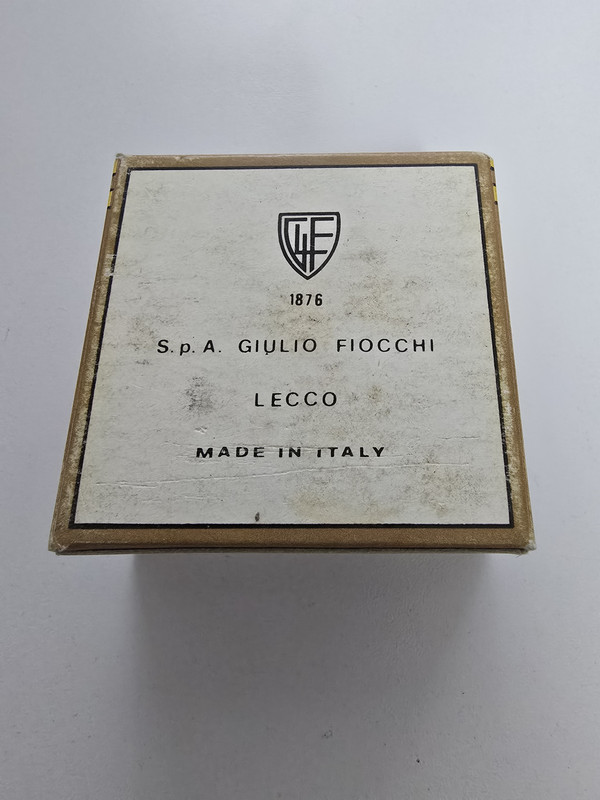 GF
1876
S.p.A. GIULIO FIOCCHI
LECCO
MADE IN ITALY